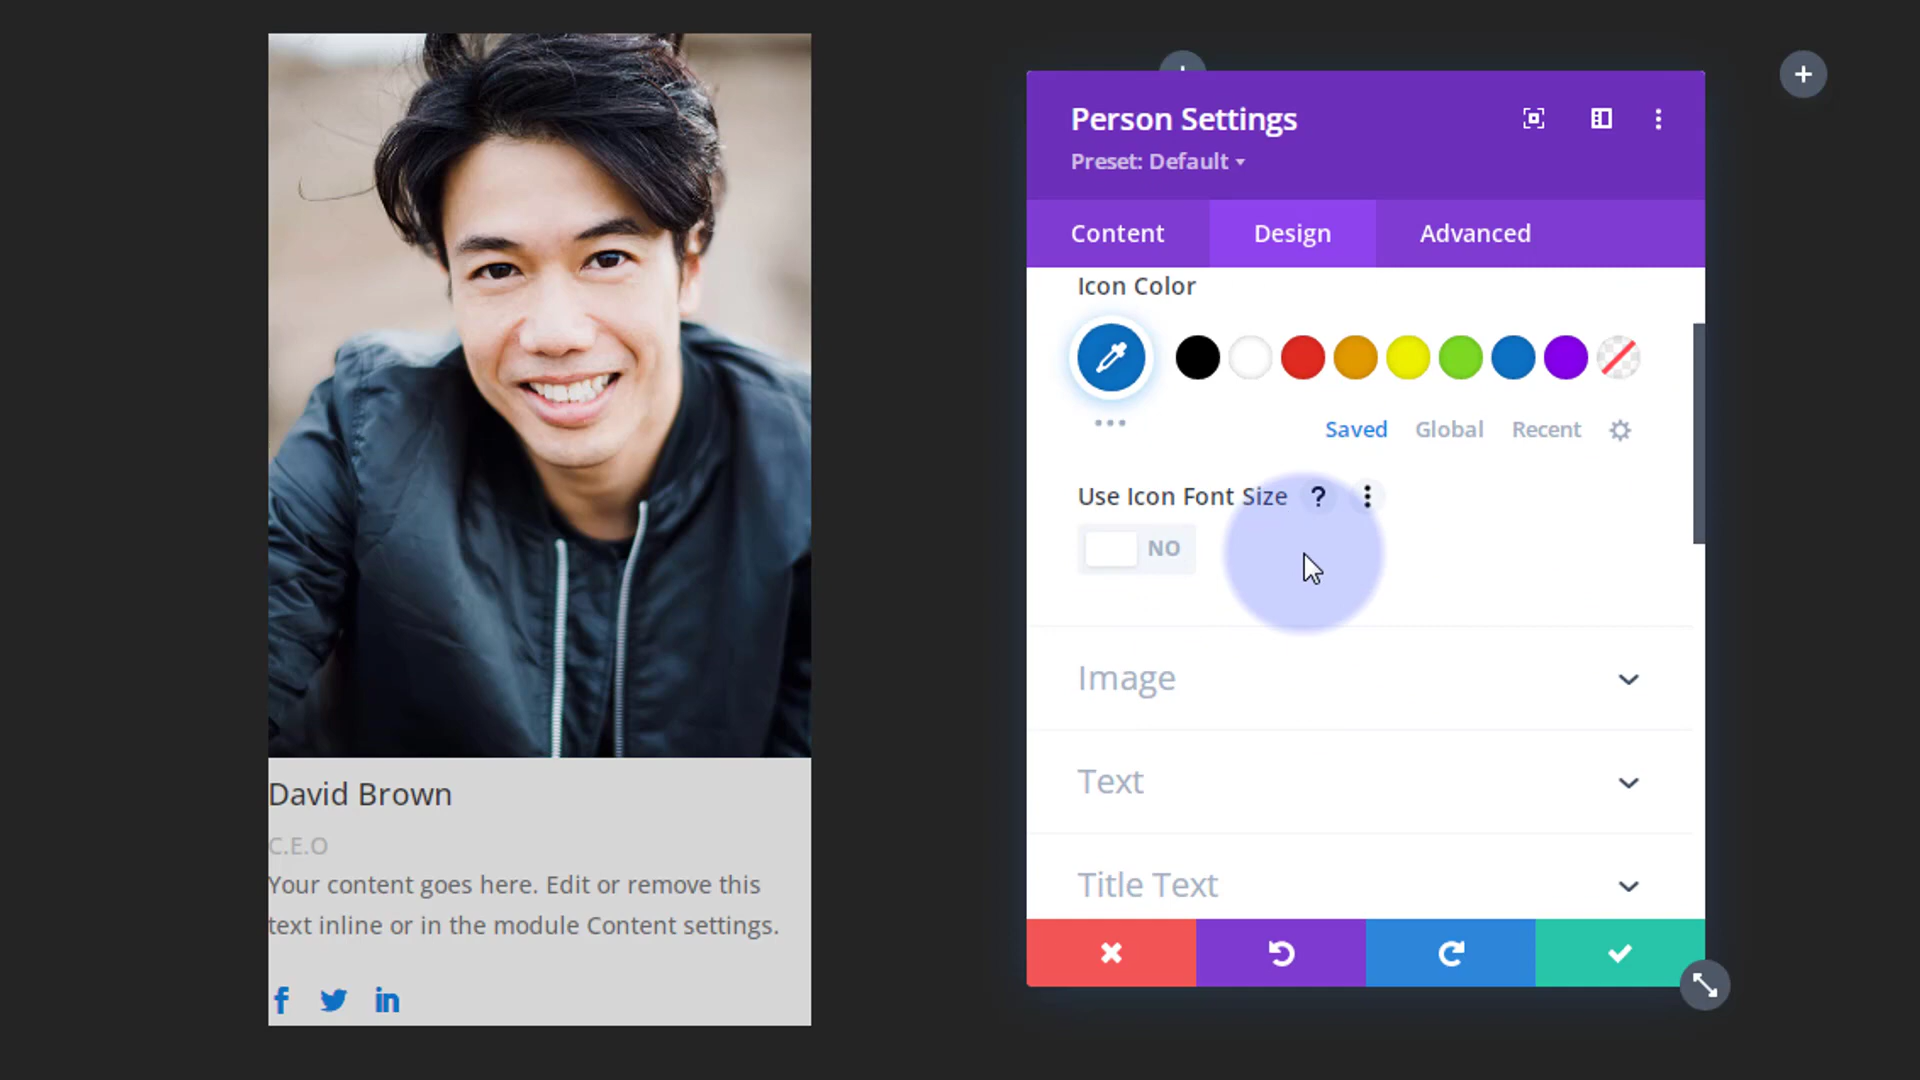 David Brown
C.E.O
Your content goes here. Edit or remove this
text inline or in the module Content settings.
Person Settings
Preset: Default
Content
Design
Advanced
Icon Color
Saved
Global
Recent
Use Icon Font Size ?
NO
Image
Text
Title Text